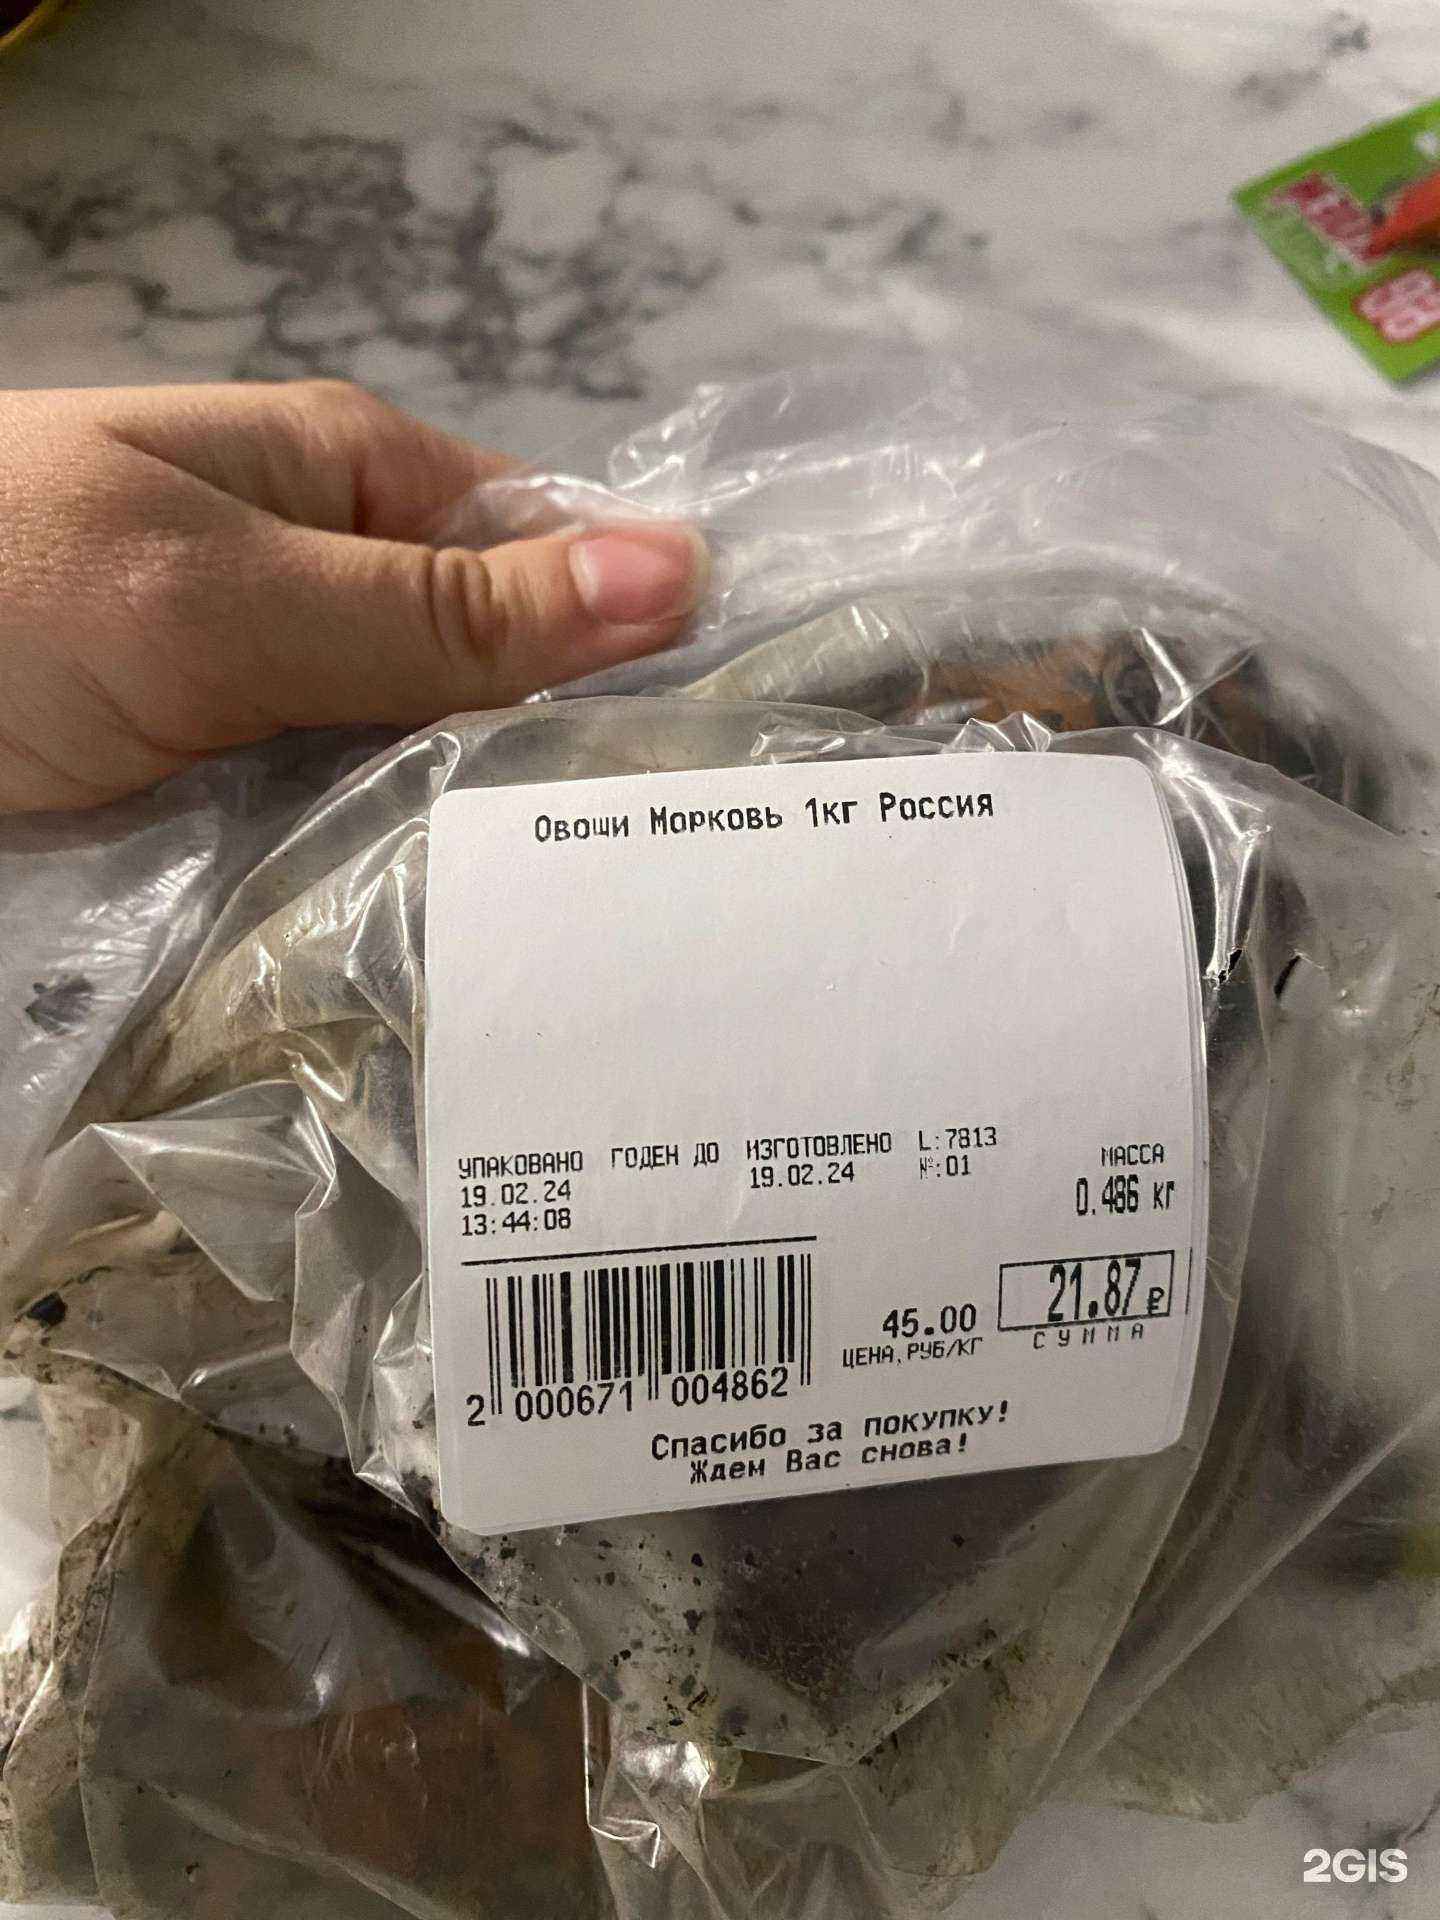 Овощи Морковь 1кг Россия
УПАКОВАНО ГОДЕН ДО ИЗГОТОВЛЕНО L:7813
19.02.24 19.02.24 №:01
13:44:08
МАССА
0.486 кг
45.00 21.87 ₽
ЦЕНА,РУБ/КГ СУММА
2 000671 004862
Спасибо за покупку!
Ждем Вас снова!
2GIS